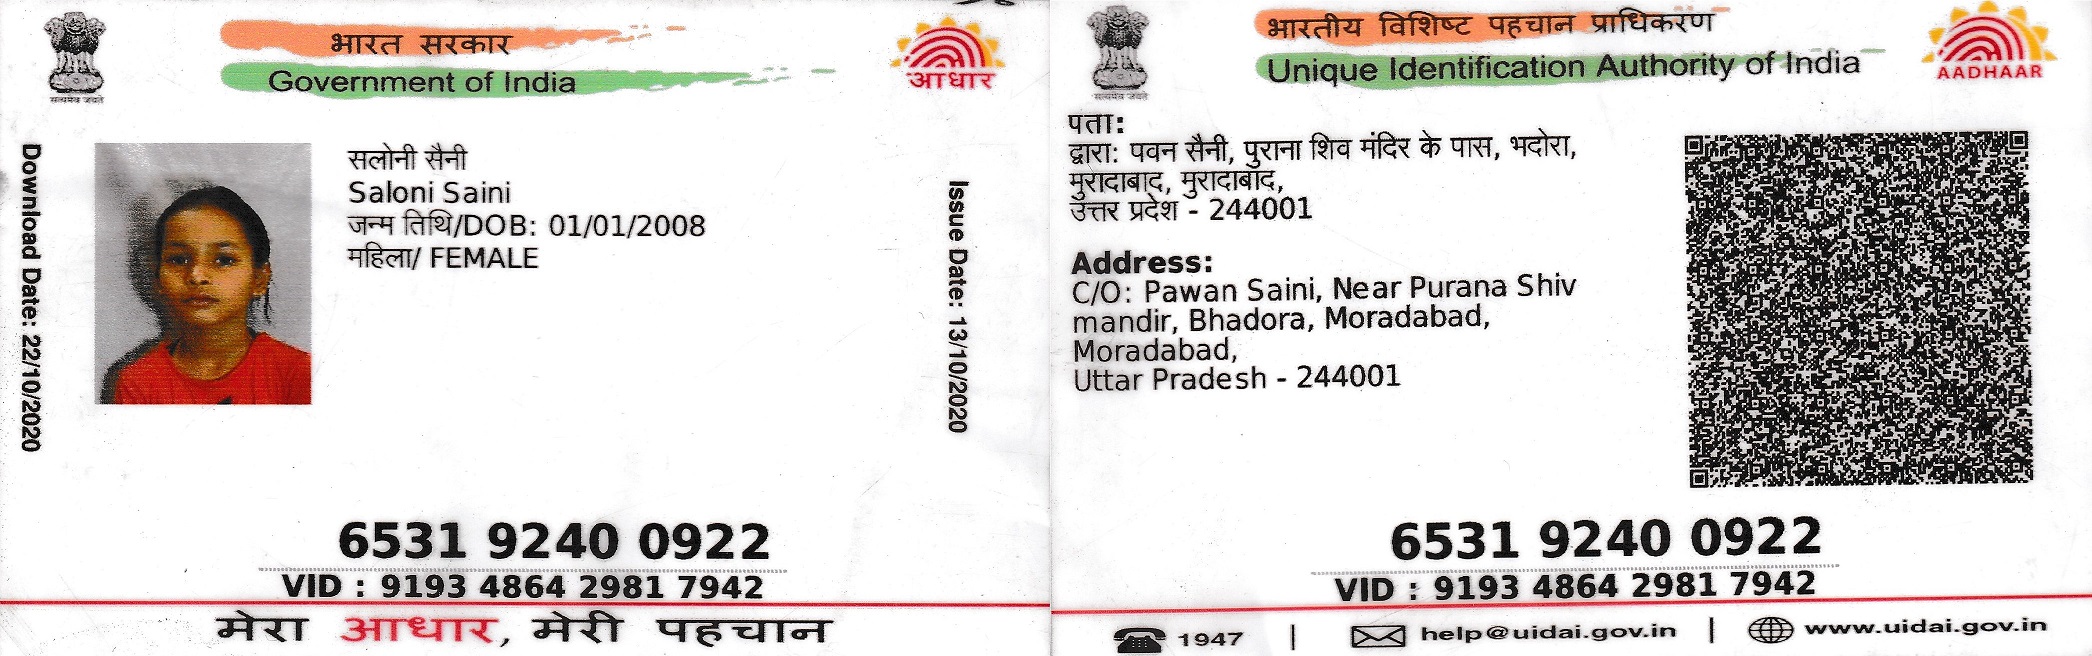 भारत सरकार
Government of India
आधार
Download Date: 22/10/2020
सलोनी सैनी
Saloni Saini
जन्म तिथि/DOB: 01/01/2008
महिला/ FEMALE
Issue Date: 13/10/2020
6531 9240 0922
VID : 9193 4864 2981 7942
मेरा आधार, मेरी पहचान
भारतीय विशिष्ट पहचान प्राधिकरण
Unique Identification Authority of India
AADHAAR
पता:
द्वारा: पवन सैनी, पुराना शिव मंदिर के पास, भदोरा,
मुरादाबाद, मुरादाबाद,
उत्तर प्रदेश - 244001
Address:
C/O: Pawan Saini, Near Purana Shiv
mandir, Bhadora, Moradabad,
Moradabad,
Uttar Pradesh - 244001
6531 9240 0922
VID : 9193 4864 2981 7942
1947 | help@uidai.gov.in | www.uidai.gov.in